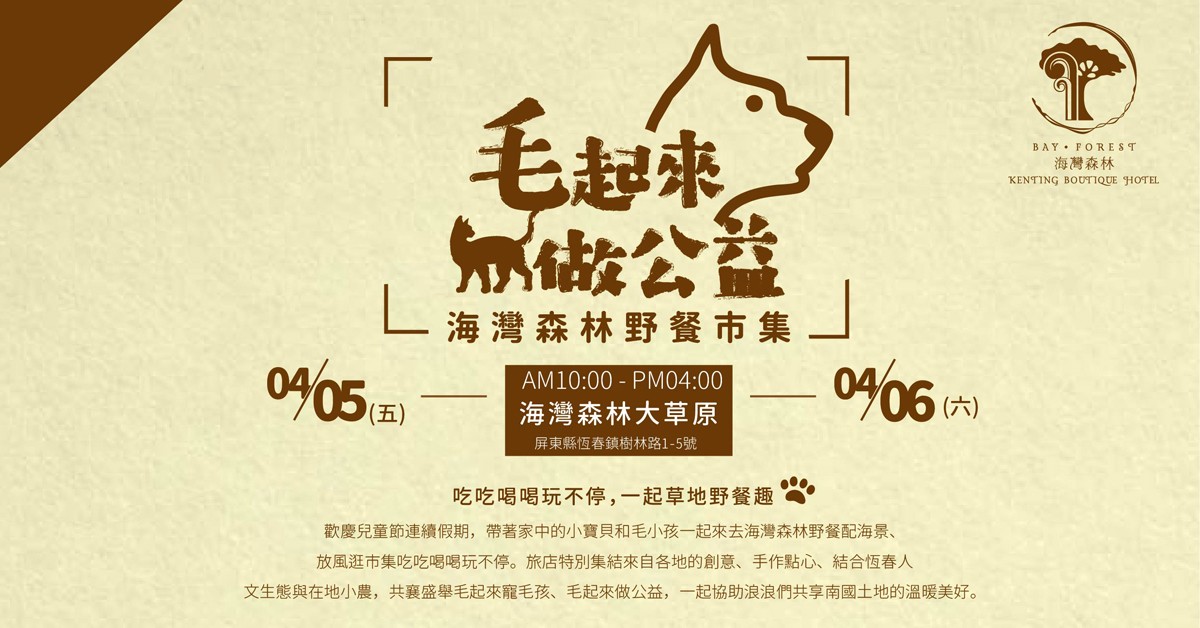 BAY • FOREST
海灣森林
KENTING BOUTIQUE HOTEL
毛起來
做公益
海灣森林野餐市集
04/05(五)
AM10:00 - PM04:00
海灣森林大草原
屏東縣恆春鎮樹林路1-5號
04/06(六)
吃吃喝喝玩不停,一起草地野餐趣
歡慶兒童節連續假期，帶著家中的小寶貝和毛小孩一起來去海灣森林野餐配海景、
放風逛市集吃吃喝喝玩不停。旅店特別集結來自各地的創意、手作點心、結合恆春人
文生態與在地小農，共襄盛舉毛起來寵毛孩、毛起來做公益，一起協助浪浪們共享南國土地的溫暖美好。